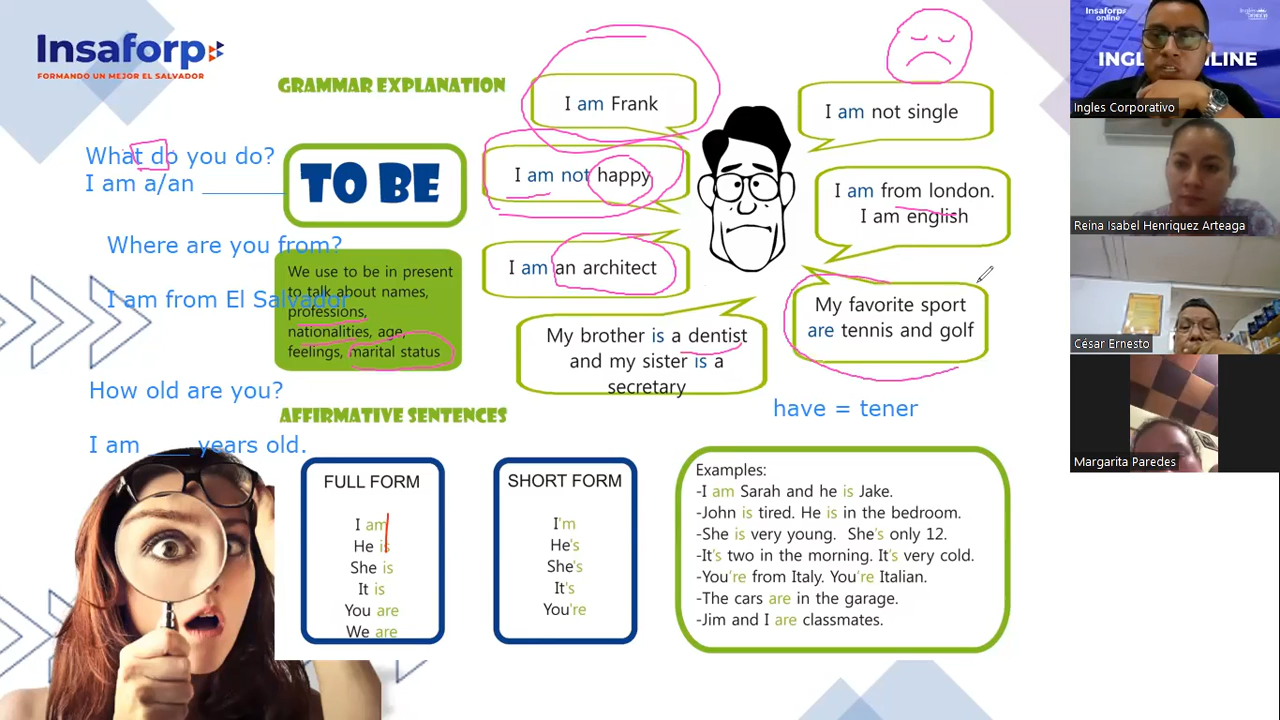 Insaforp
FORMANDO UN MEJOR EL SALVADOR
GRAMMAR EXPLANATION
What do you do?
I am a/an _______
Where are you from?
I am from El Salvador
How old are you?
I am ____ years old.
TO BE
We use to be in present
to talk about names,
professions,
nationalities, age,
feelings, marital status
I am Frank
I am not happy
I am an architect
My brother is a dentist
and my sister is a
secretary
I am not single
I am from london.
I am english
My favorite sport
are tennis and golf
have = tener
AFFIRMATIVE SENTENCES
FULL FORM
I am
He is
She is
It is
You are
We are
SHORT FORM
I'm
He's
She's
It's
You're
Examples:
-I am Sarah and he is Jake.
-John is tired. He is in the bedroom.
-She is very young. She's only 12.
-It's two in the morning. It's very cold.
-You're from Italy. You're Italian.
-The cars are in the garage.
-Jim and I are classmates.
Insaforp
online
ONLINE
Ingles Corporativo
Reina Isabel Henriquez Arteaga
César Ernesto
Margarita Paredes